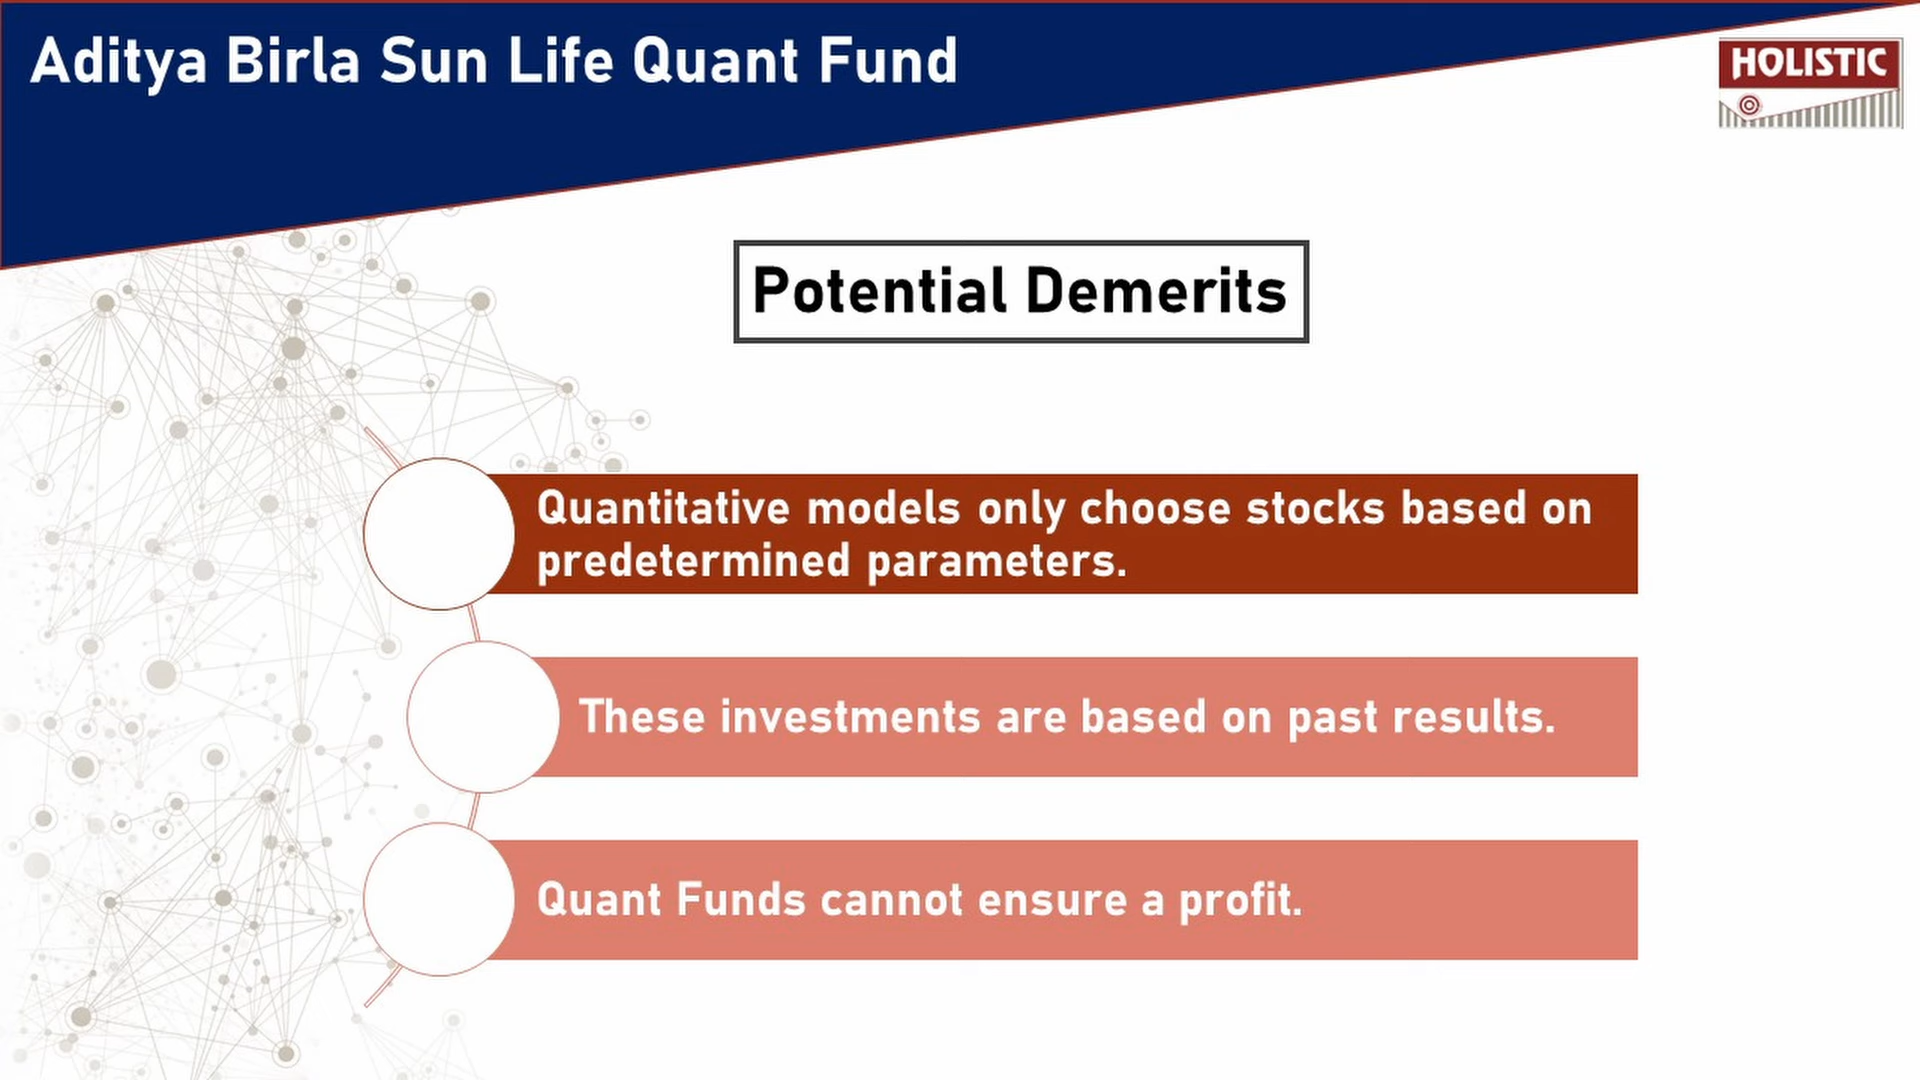 Aditya Birla Sun Life Quant Fund
HOLISTIC
Potential Demerits
Quantitative models only choose stocks based on
predetermined parameters.
These investments are based on past results.
Quant Funds cannot ensure a profit.